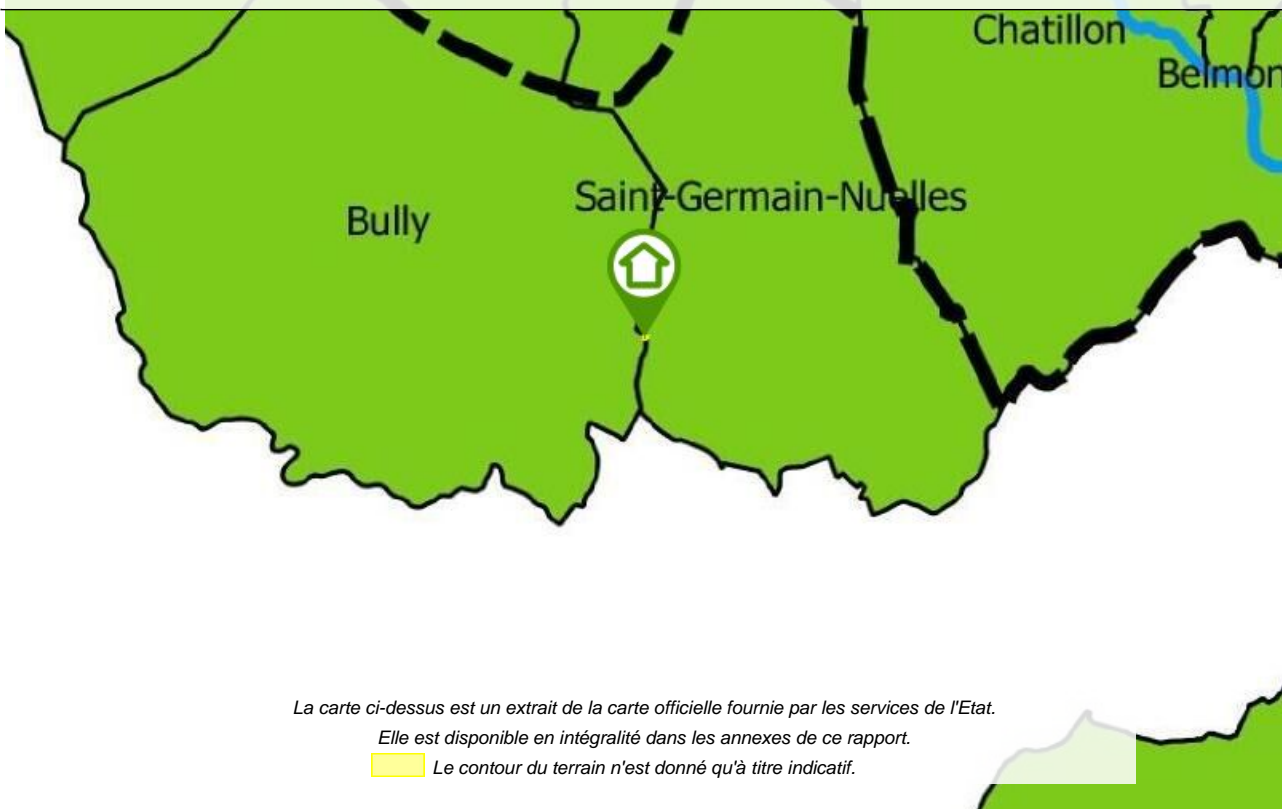 Chatillon
Belmon
Saint-Germain-Nuelles
Bully
La carte ci-dessus est un extrait de la carte officielle fournie par les services de l'Etat.
Elle est disponible en intégralité dans les annexes de ce rapport.
Le contour du terrain n'est donné qu'à titre indicatif.